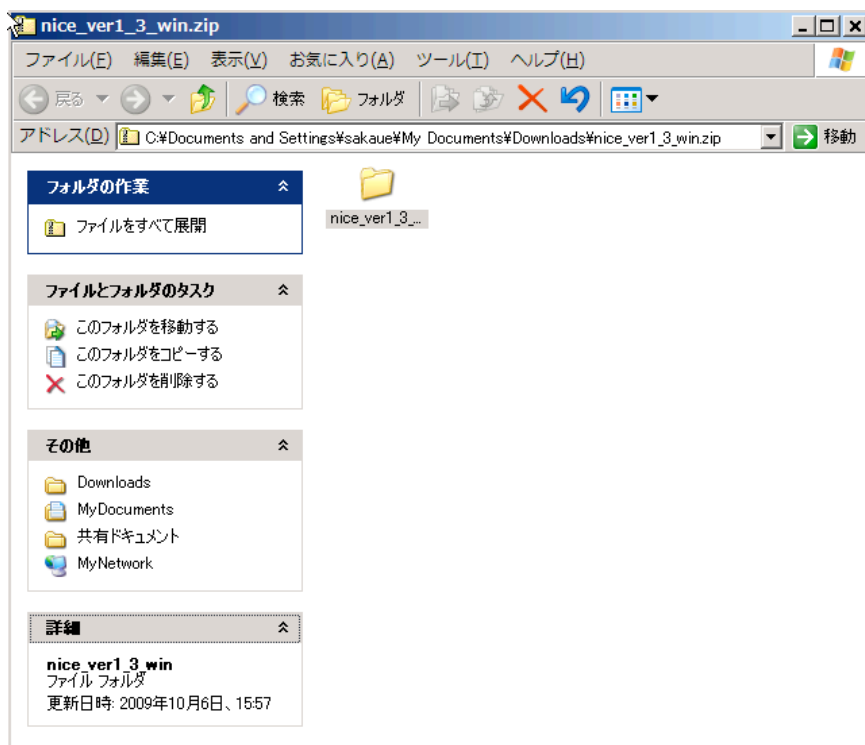 nice_ver1_3_win.zip
ファイル(F) 編集(E) 表示(V) お気に入り(A) ツール(T) ヘルプ(H)
戻る 検索 フォルダ
アドレス(D) C:¥Documents and Settings¥sakaue¥My Documents¥Downloads¥nice_ver1_3_win.zip 移動
フォルダの作業
ファイルをすべて展開
nice_ver1_3_...
ファイルとフォルダのタスク
このフォルダを移動する
このフォルダをコピーする
このフォルダを削除する
その他
Downloads
MyDocuments
共有ドキュメント
MyNetwork
詳細
nice_ver1_3_win
ファイル フォルダ
更新日時: 2009年10月6日、15:57